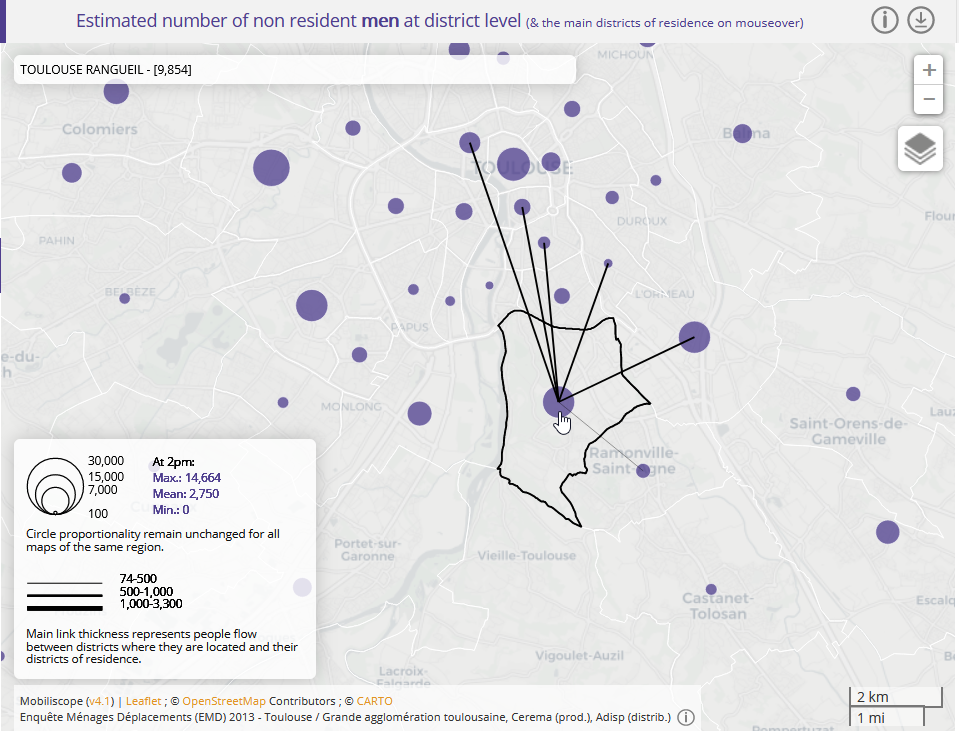 Estimated number of non resident men at district level (& the main districts of residence on mouseover)
TOULOUSE RANGUEIL - [9,854]
MICHOUN
+
−
Colomiers
TOULOUSE
Balma
DUROUX
Flour
PAHIN
BELBÈZE
L'ORMEAU
PAPUS
e-du-
h
MONLONG
Lauz
Saint-Orens-de-
Gameville
Ramonville-
Saint-Agne
30,000
15,000
7,000
100
At 2pm:
Max.: 14,664
Mean: 2,750
Min.: 0
Circle proportionality remain unchanged for all
maps of the same region.
74-500
500-1,000
1,000-3,300
Main link thickness represents people flow
between districts where they are located and their
districts of residence.
Portet-sur-
Garonne
Vieille-Toulouse
Castanet-
Tolosan
Escalq
Vigoulet-Auzil
Lacroix-
Falgarde
Pompertuzat
2 km
1 mi
Mobiliscope (v4.1) | Leaflet ; © OpenStreetMap Contributors ; © CARTO
Enquête Ménages Déplacements (EMD) 2013 - Toulouse / Grande agglomération toulousaine, Cerema (prod.), Adisp (distrib.)